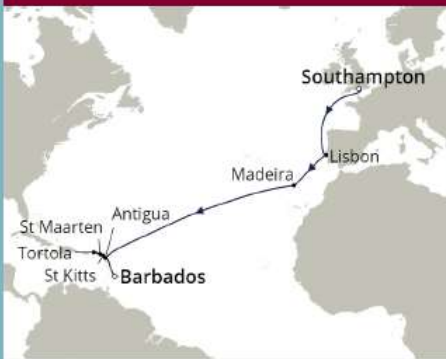 Southampton
Lisbon
Madeira
Antigua
St Maarten
Tortola
St Kitts
Barbados